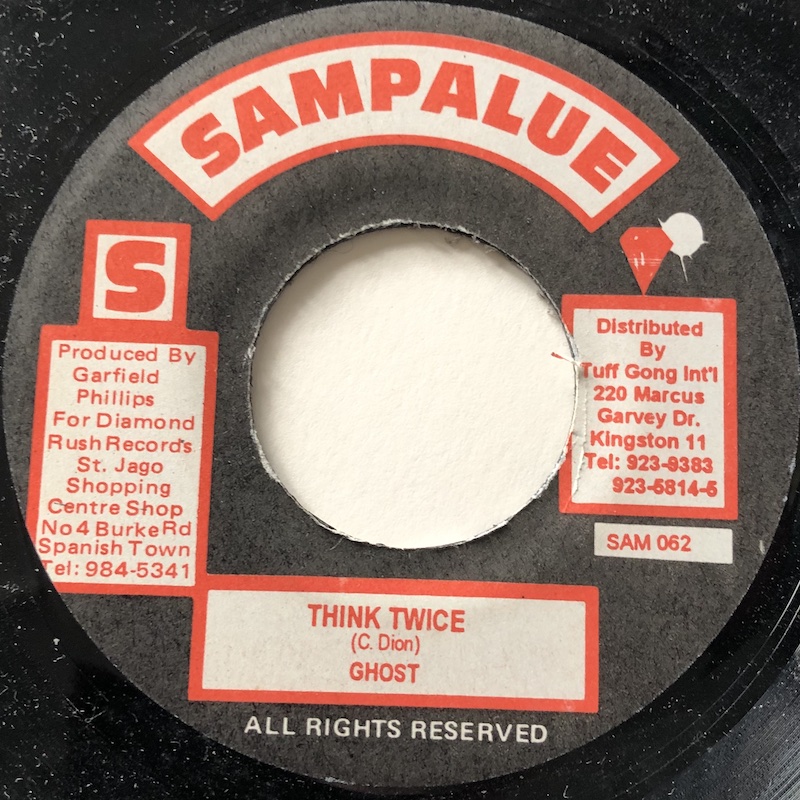 SAMPALUE
S
Produced By
Garfield
Phillips
For Diamond
Rush Records
St. Jago
Shopping
Centre Shop
No 4 Burke Rd
Spanish Town
Tel: 984-5341
Distributed
By
Tuff Gong Int'l
220 Marcus
Garvey Dr.
Kingston 11
Tel: 923-9383
923-5814-5
SAM 062
THINK TWICE
(C. Dion)
GHOST
ALL RIGHTS RESERVED